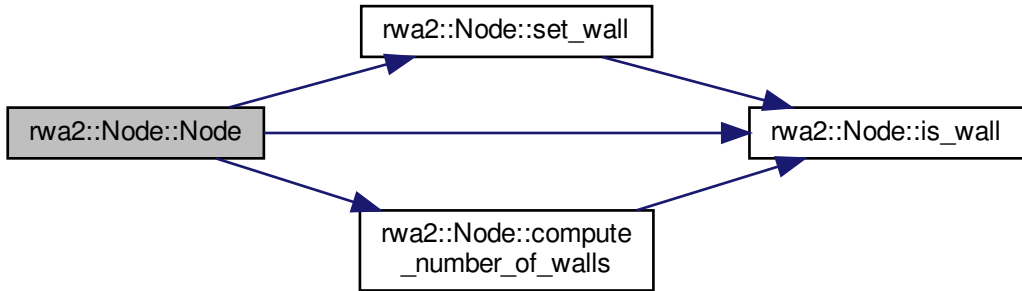 rwa2::Node::set_wall
rwa2::Node::Node
rwa2::Node::is_wall
rwa2::Node::compute
_number_of_walls